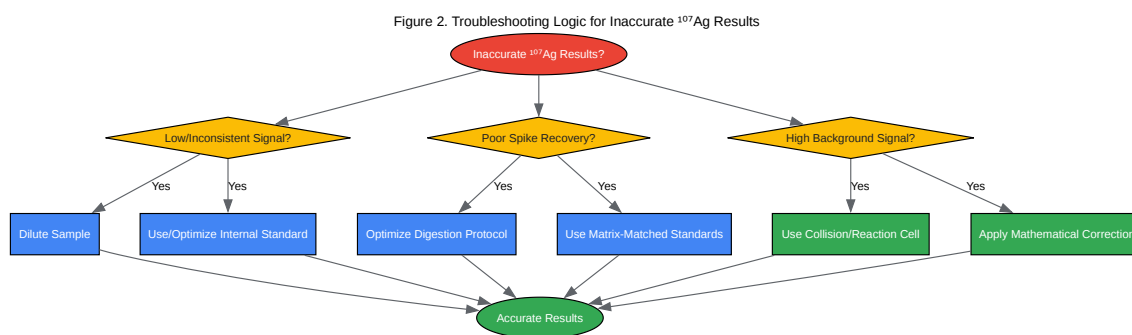 Figure 2. Troubleshooting Logic for Inaccurate ¹⁰⁷Ag Results
Inaccurate ¹⁰⁷Ag Results?
Low/Inconsistent Signal?
Poor Spike Recovery?
High Background Signal?
Yes
Yes
Yes
Yes
Yes
Yes
Dilute Sample
Use/Optimize Internal Standard
Optimize Digestion Protocol
Use Matrix-Matched Standards
Use Collision/Reaction Cell
Apply Mathematical Correction
Accurate Results